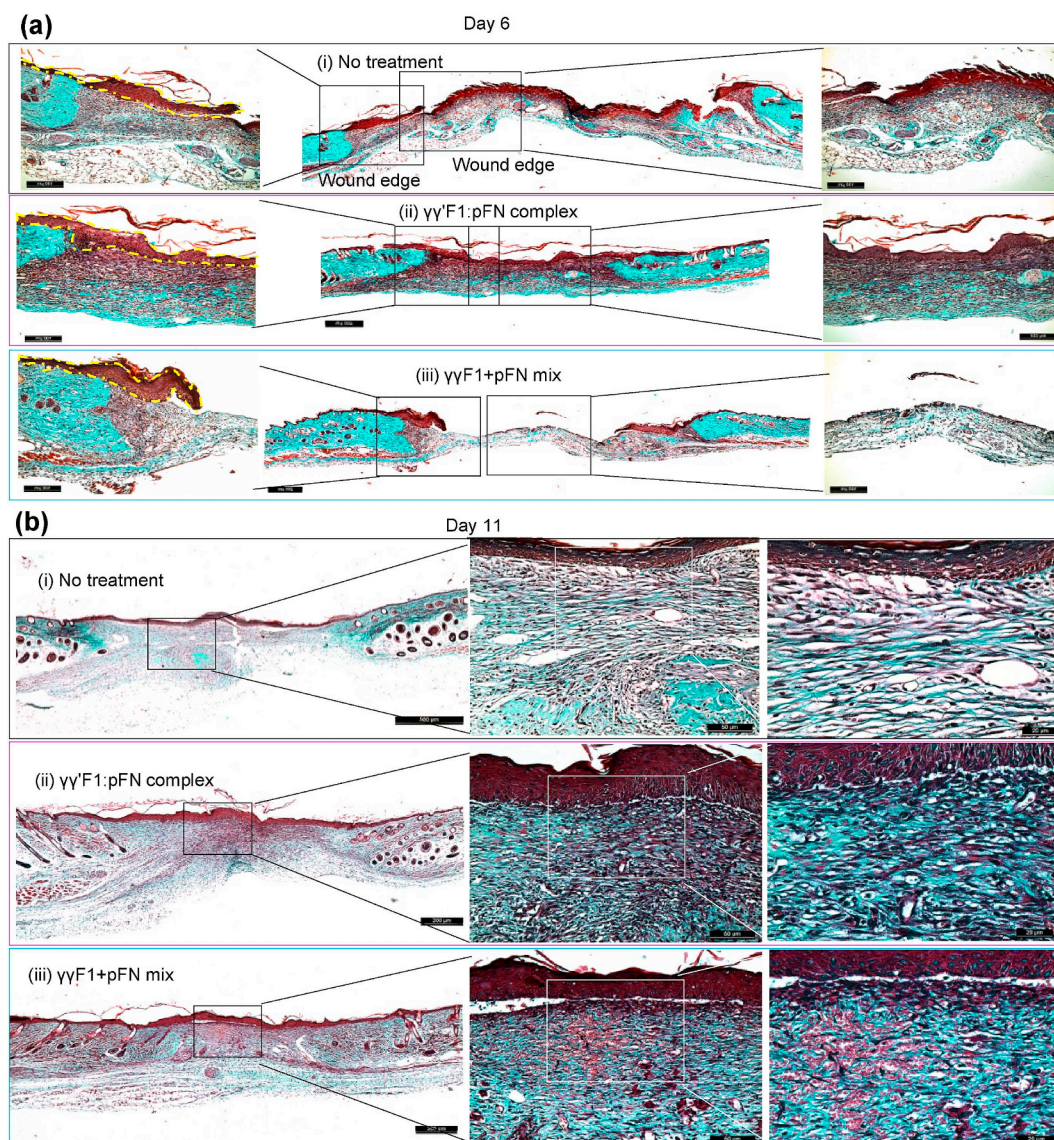 (a)
Day 6
(i) No treatment
Wound edge
Wound edge
(ii) γγ'F1:pFN complex
(iii) γγF1+pFN mix
(b)
Day 11
(i) No treatment
500 µm
50 µm
20 µm
(ii) γγ'F1:pFN complex
200 µm
50 µm
20 µm
(iii) γγF1+pFN mix